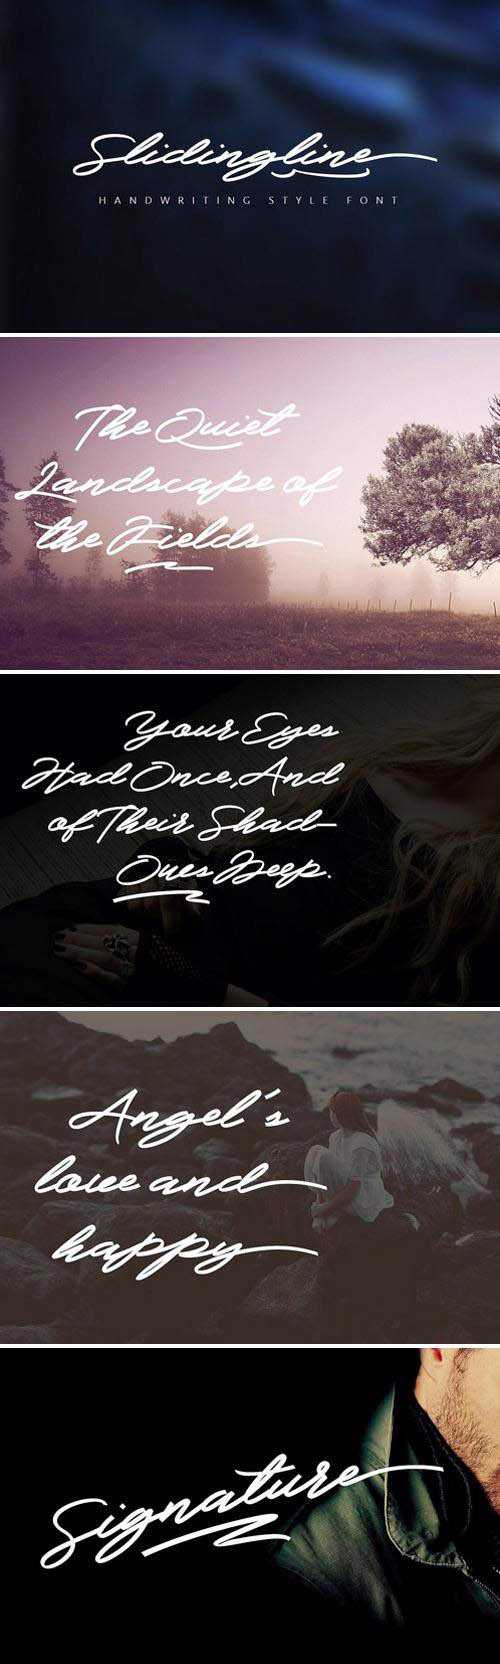 Slidingline
HANDWRITING STYLE FONT
The Quiet
Landscape of
the Fields
Your Eyes
Had Once, And
of Their Shad-
Ows Deep.
Angel's
love and
happy
Signature